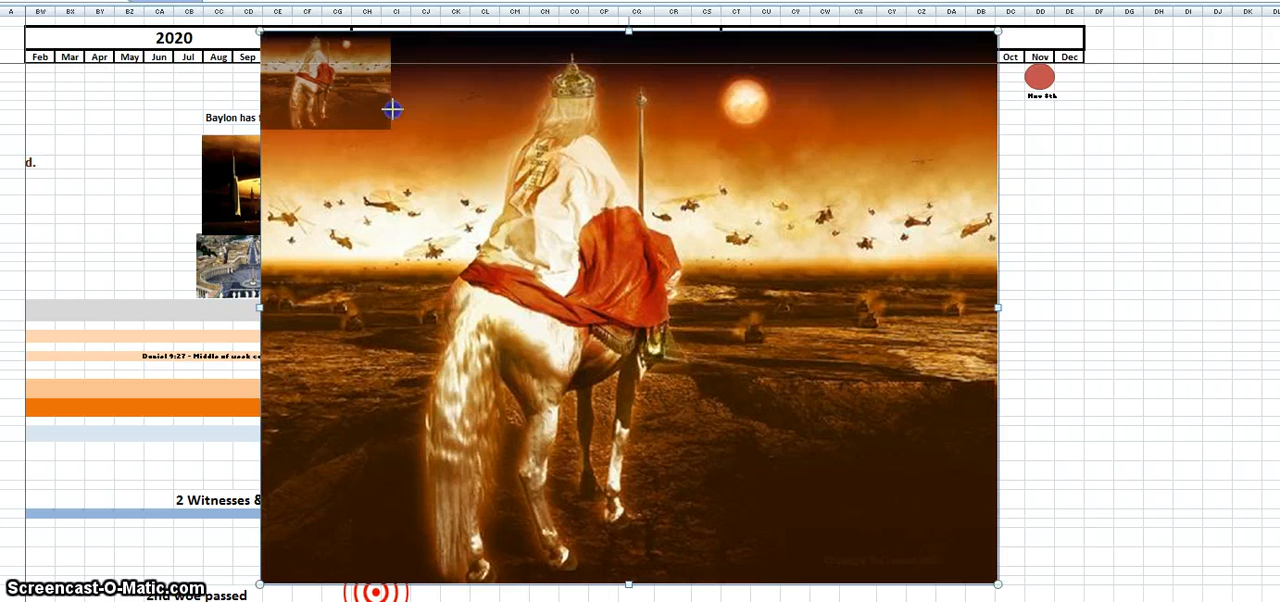 A BW BX BY BZ CA CB CC CD CE CF CG CH CI CJ CK CL CM CN CO CP CQ CR CS CT CU CV CW CX CY CZ DA DB DC DD DE DF DG DH DI DJ DK
2020
Feb Mar Apr May Jun Jul Aug Sep Oct Nov Dec
Nov 8th
Baylon has
d.
Daniel 9:27 - Middle of week
2 Witnesses &
2nd woe passed
Screencast-O-Matic.com